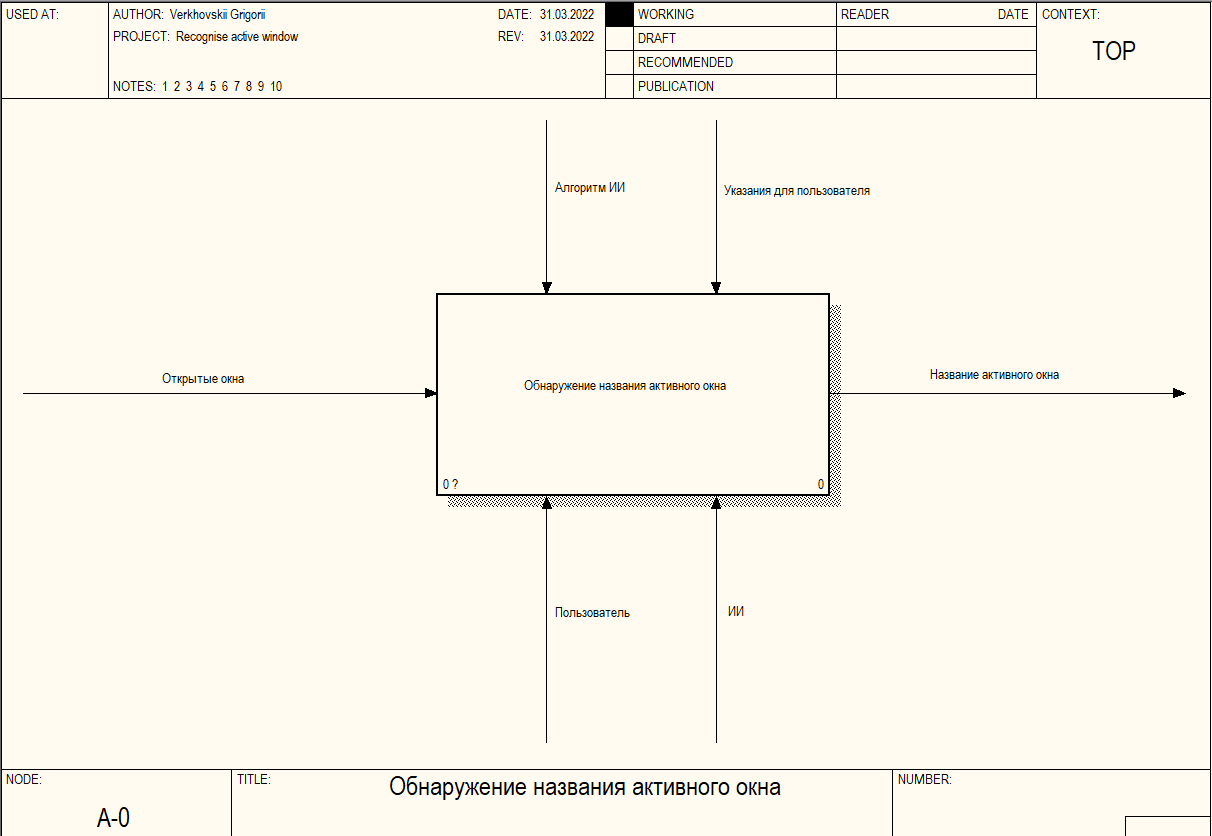 USED AT:
AUTHOR: Verkhovskii Grigorii
DATE: 31.03.2022
WORKING
READER
DATE
CONTEXT:
PROJECT: Recognise active window
REV: 31.03.2022
DRAFT
TOP
RECOMMENDED
NOTES: 1 2 3 4 5 6 7 8 9 10
PUBLICATION
Алгоритм ИИ
Указания для пользователя
Открытые окна
Обнаружение названия активного окна
Название активного окна
0 ?
0
Пользователь
ИИ
NODE:
TITLE:
Обнаружение названия активного окна
NUMBER:
A-0